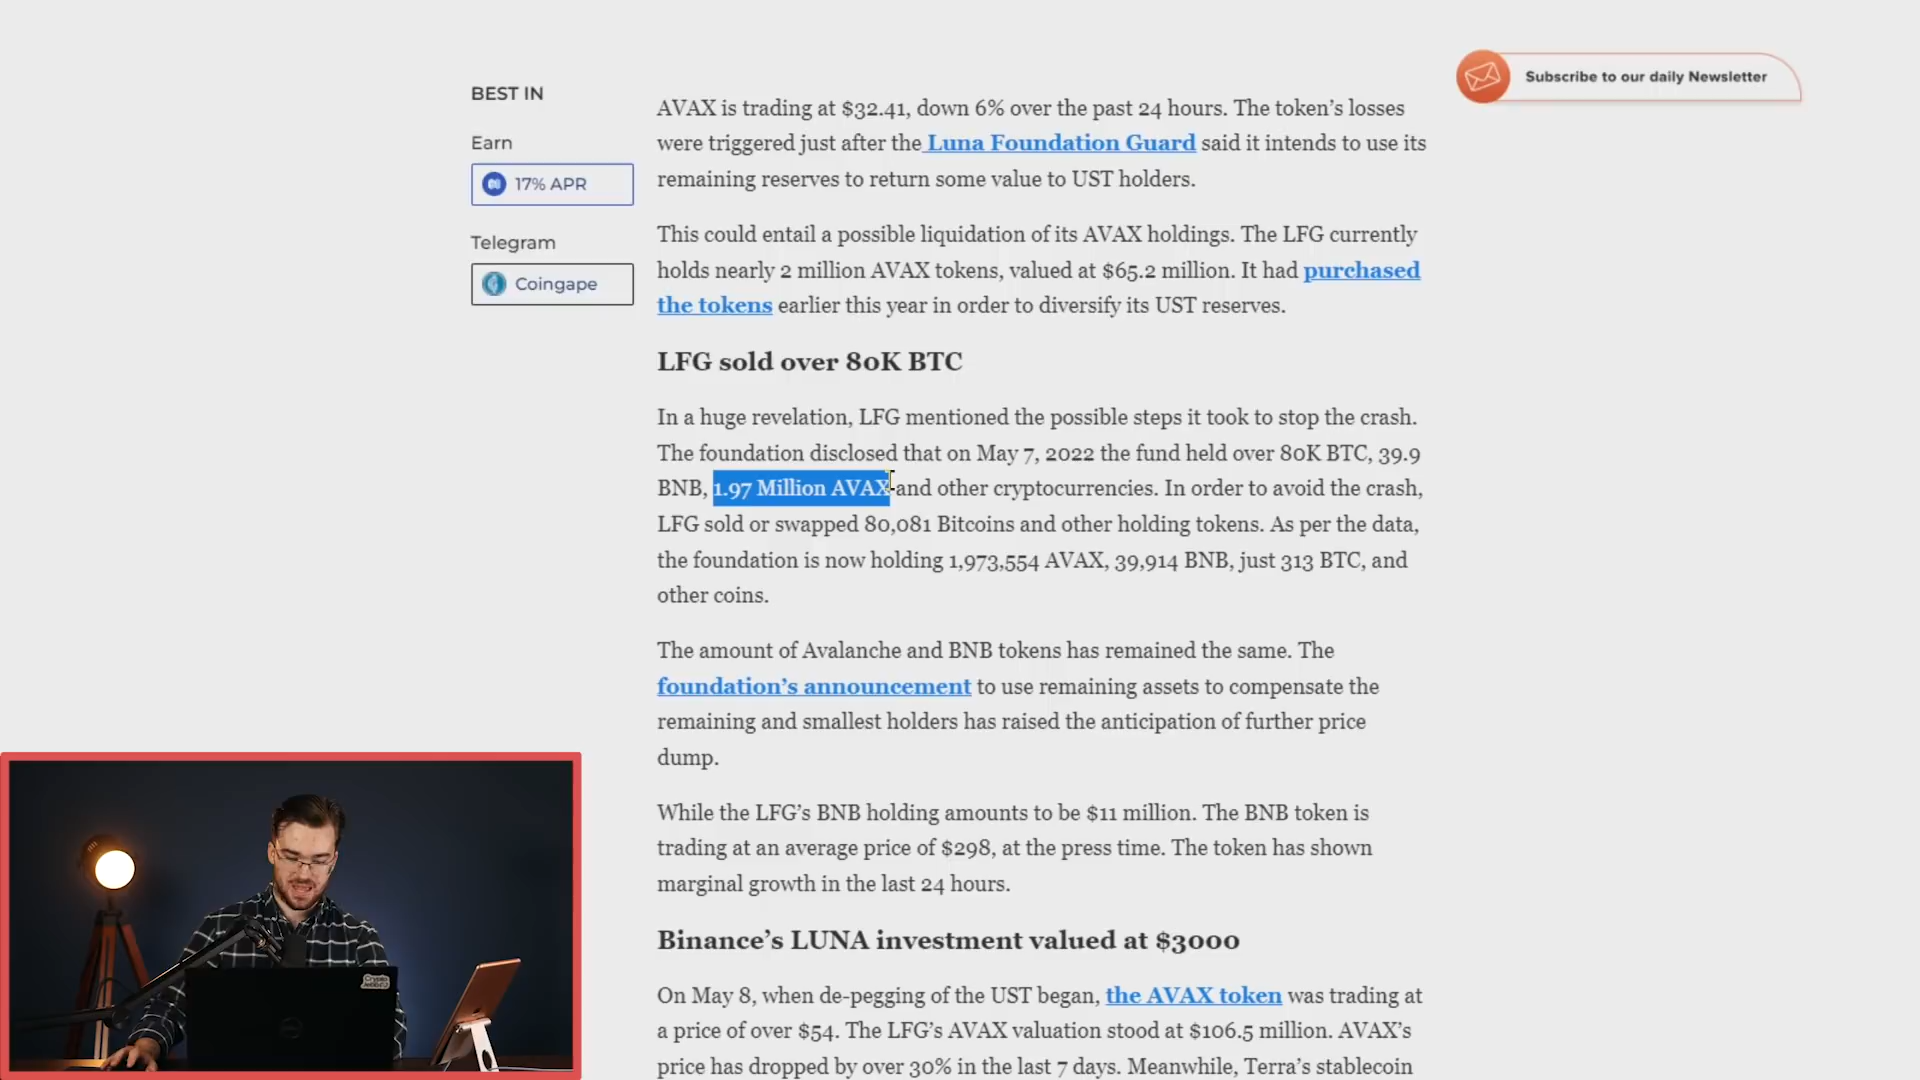 BEST IN
Earn
17% APR
Telegram
Coingape
Subscribe to our daily Newsletter
AVAX is trading at $32.41, down 6% over the past 24 hours. The token’s losses
were triggered just after the Luna Foundation Guard said it intends to use its
remaining reserves to return some value to UST holders.
This could entail a possible liquidation of its AVAX holdings. The LFG currently
holds nearly 2 million AVAX tokens, valued at $65.2 million. It had purchased
the tokens earlier this year in order to diversify its UST reserves.
LFG sold over 80K BTC
In a huge revelation, LFG mentioned the possible steps it took to stop the crash.
The foundation disclosed that on May 7, 2022 the fund held over 80K BTC, 39.9
BNB, 1.97 Million AVAX and other cryptocurrencies. In order to avoid the crash,
LFG sold or swapped 80,081 Bitcoins and other holding tokens. As per the data,
the foundation is now holding 1,973,554 AVAX, 39,914 BNB, just 313 BTC, and
other coins.
The amount of Avalanche and BNB tokens has remained the same. The
foundation’s announcement to use remaining assets to compensate the
remaining and smallest holders has raised the anticipation of further price
dump.
While the LFG’s BNB holding amounts to be $11 million. The BNB token is
trading at an average price of $298, at the press time. The token has shown
marginal growth in the last 24 hours.
Binance’s LUNA investment valued at $3000
On May 8, when de-pegging of the UST began, the AVAX token was trading at
a price of over $54. The LFG’s AVAX valuation stood at $106.5 million. AVAX’s
price has dropped by over 30% in the last 7 days. Meanwhile, Terra’s stablecoin